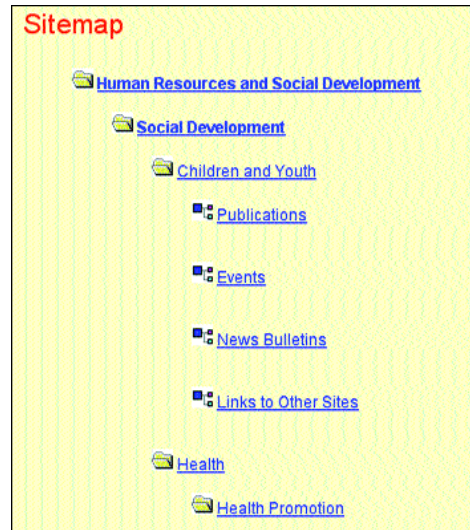 Sitemap
Human Resources and Social Development
Social Development
Children and Youth
Publications
Events
News Bulletins
Links to Other Sites
Health
Health Promotion